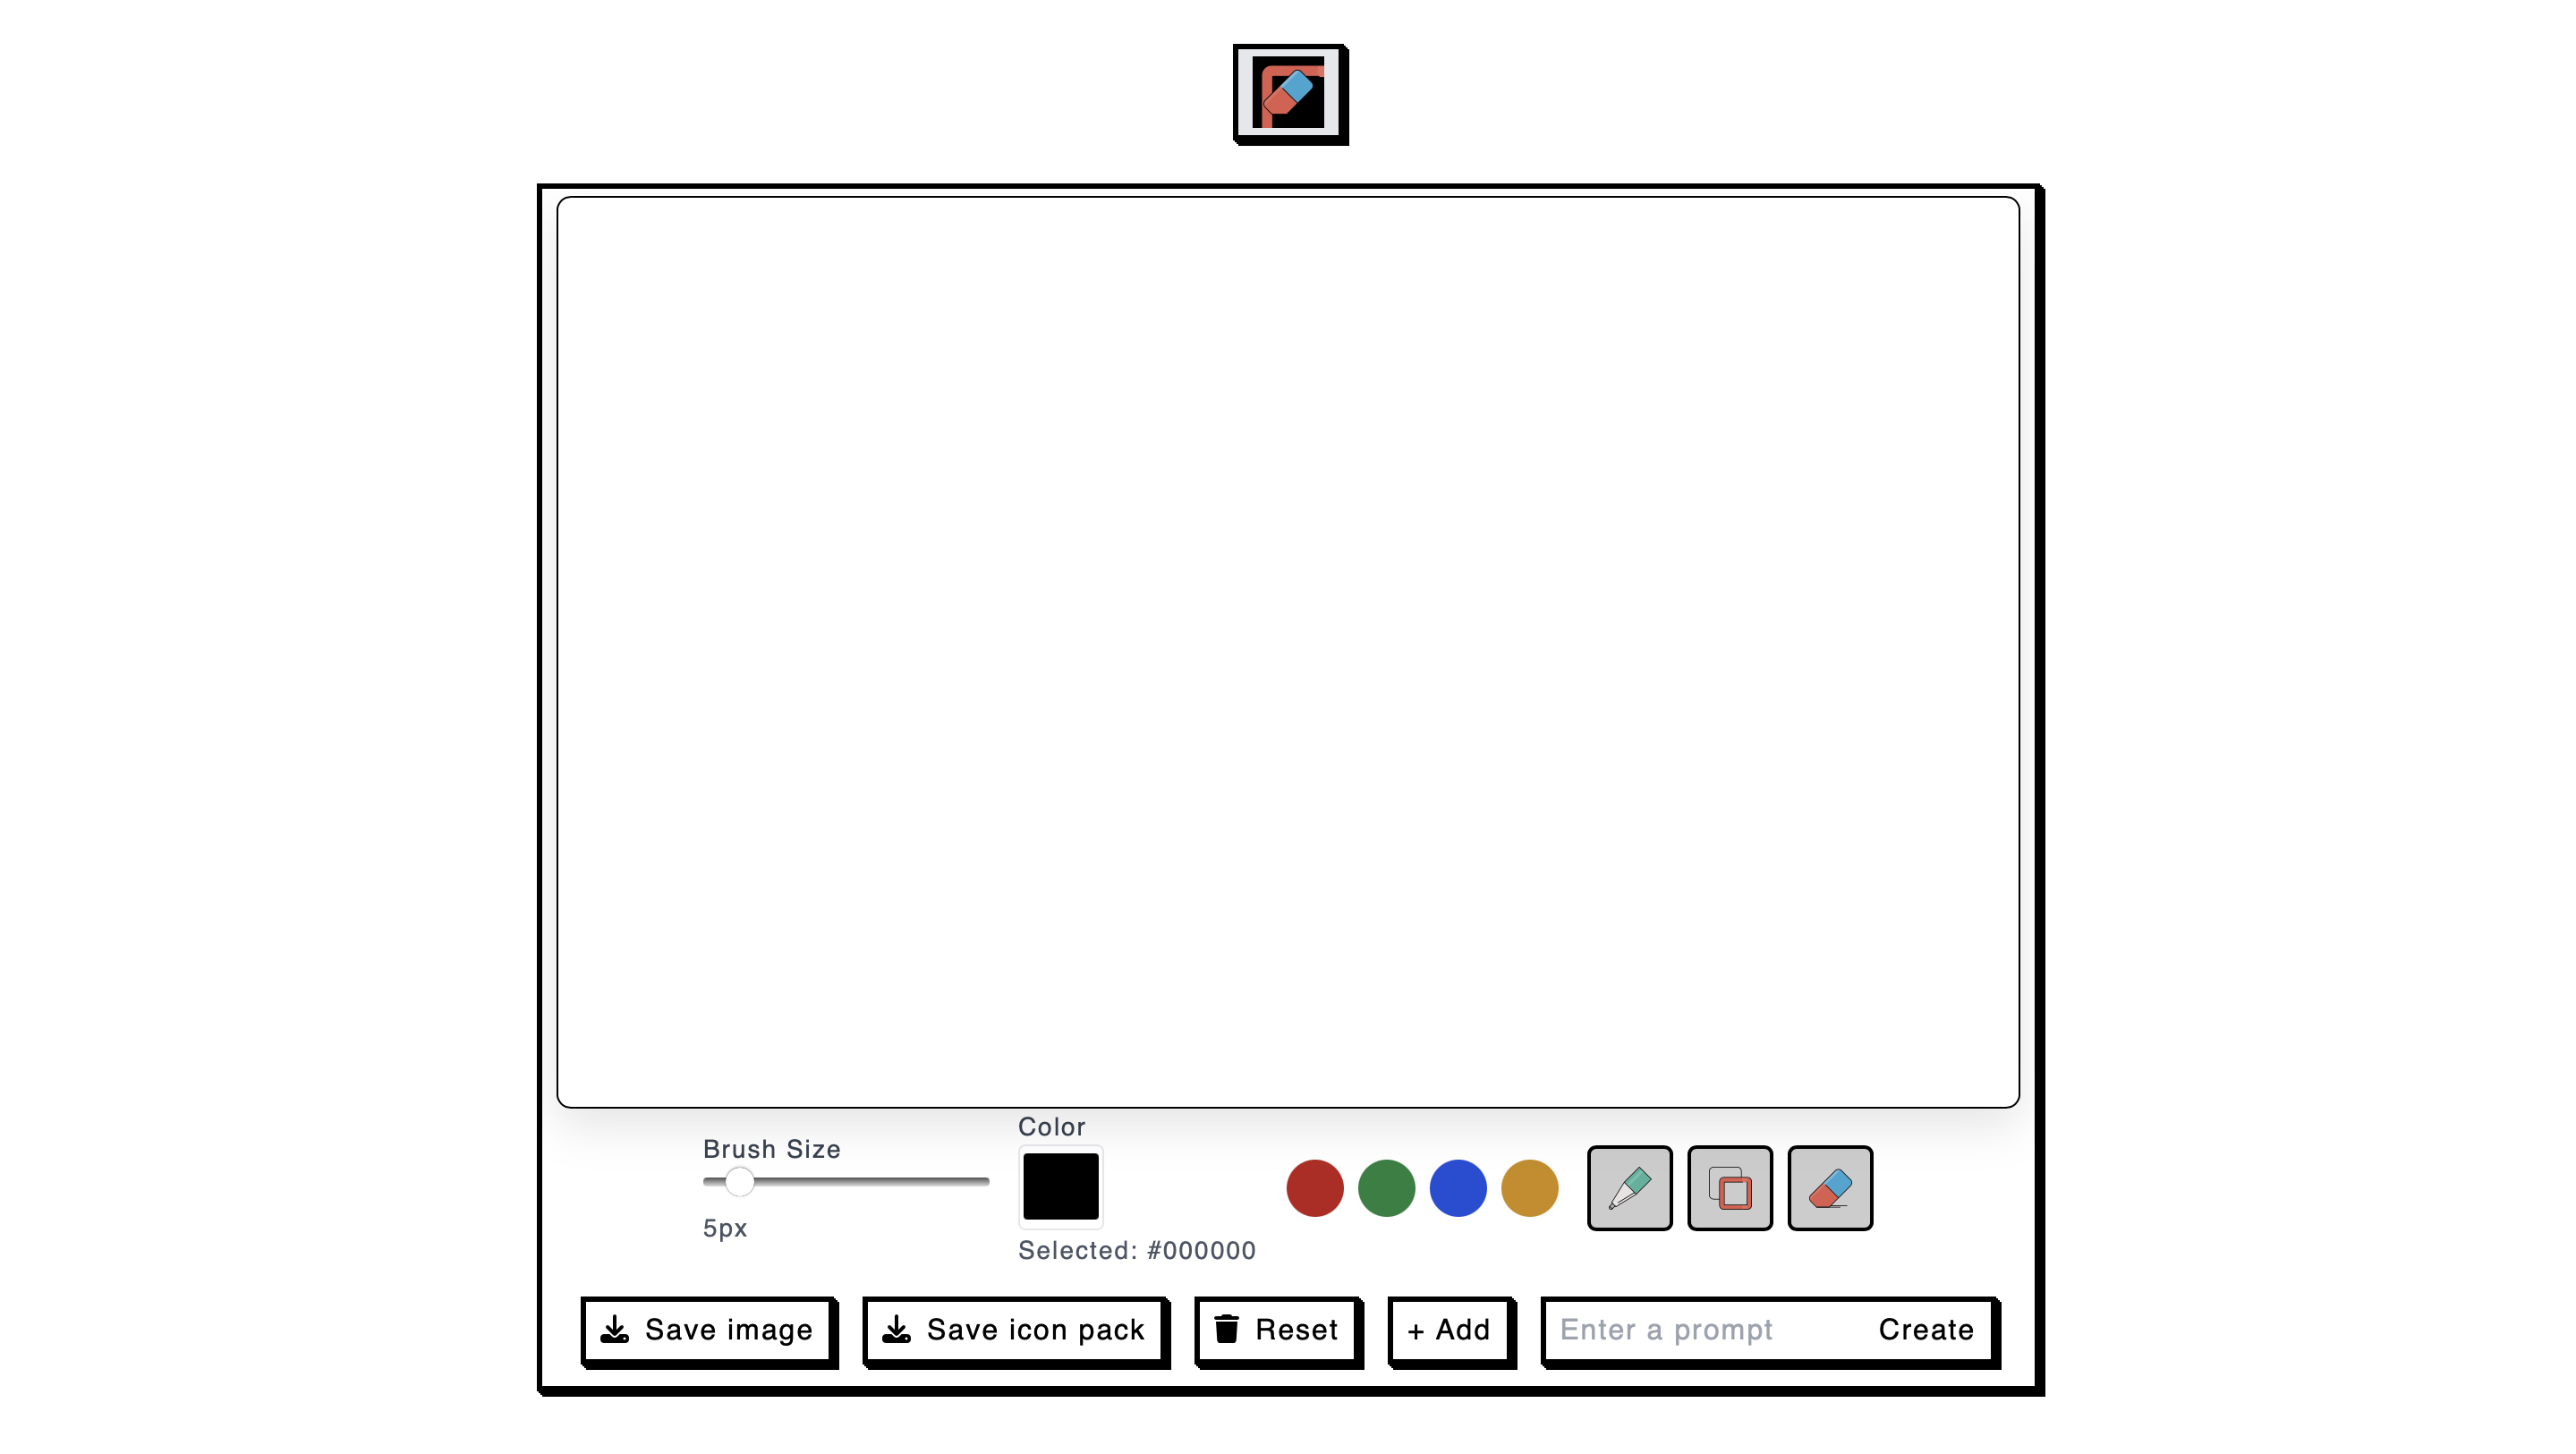 Color
Brush Size
5px
Selected: #000000
Save image
Save icon pack
Reset
+ Add
Enter a prompt
Create